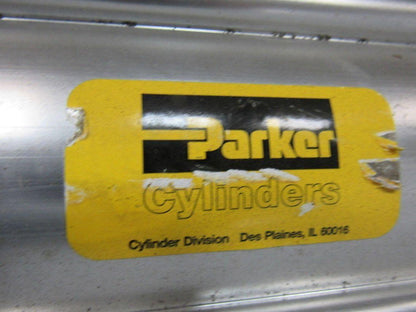 Parker
Cylinders
Cylinder Division Des Plaines, IL 60016